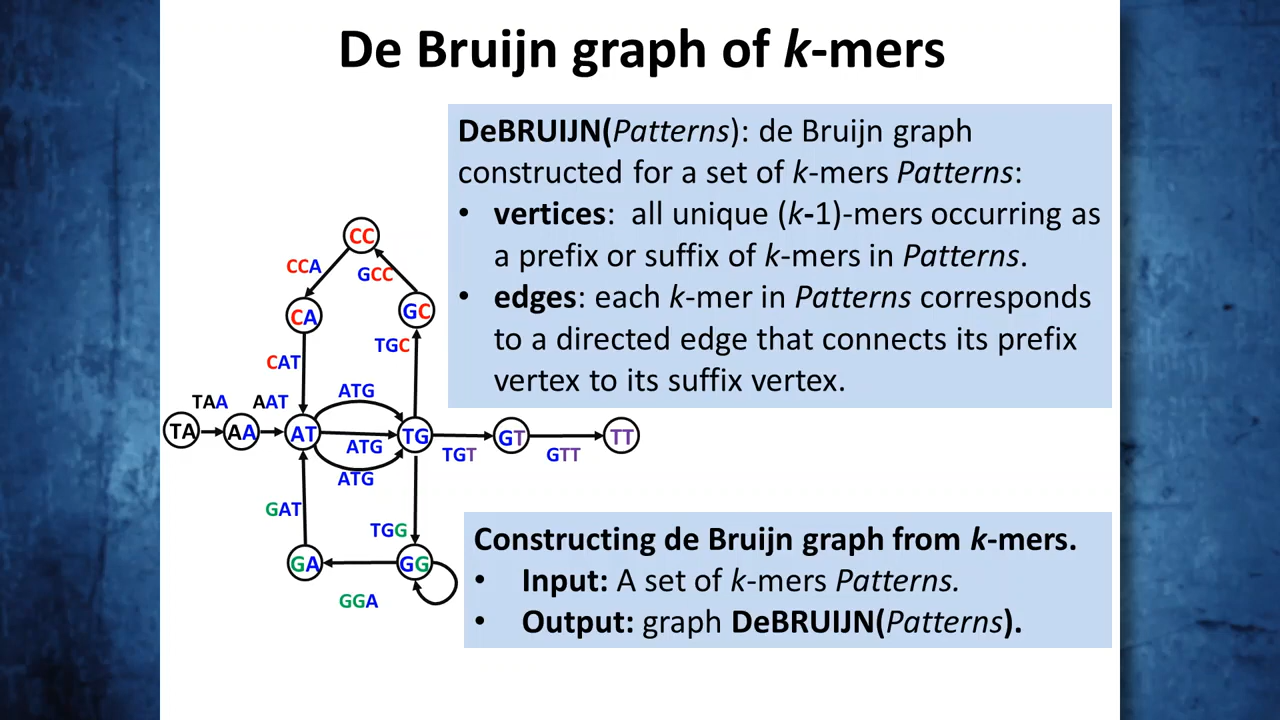 De Bruijn graph of k-mers
DeBRUIJN(Patterns): de Bruijn graph
constructed for a set of k-mers Patterns:
• vertices: all unique (k-1)-mers occurring as
a prefix or suffix of k-mers in Patterns.
• edges: each k-mer in Patterns corresponds
to a directed edge that connects its prefix
vertex to its suffix vertex.
CC
CCA
GCC
CA
GC
TGC
CAT
ATG
TAA
AAT
TA
AA
AT
TG
GT
TT
ATG
TGT
GTT
ATG
GAT
TGG
GA
GG
GGA
Constructing de Bruijn graph from k-mers.
• Input: A set of k-mers Patterns.
• Output: graph DeBRUIJN(Patterns).